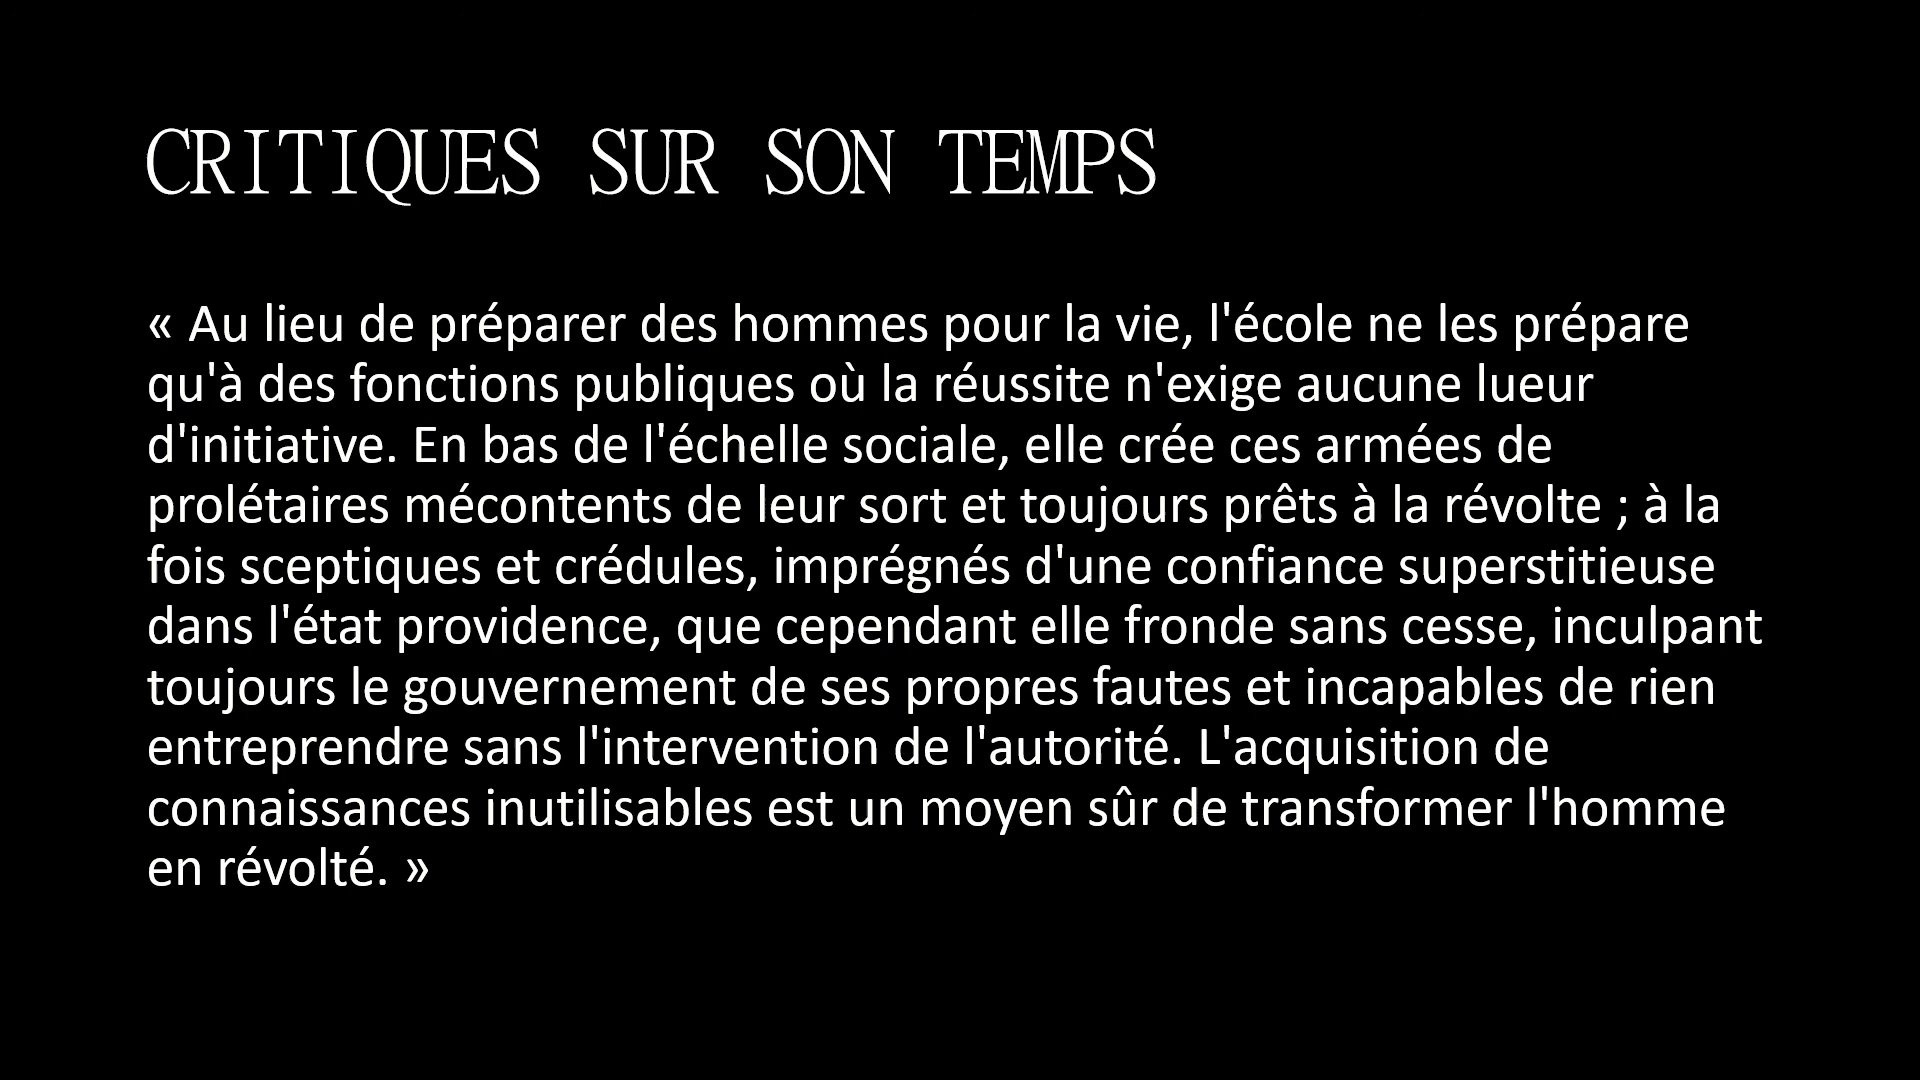 CRITIQUES SUR SON TEMPS
« Au lieu de préparer des hommes pour la vie, l'école ne les prépare
qu'à des fonctions publiques où la réussite n'exige aucune lueur
d'initiative. En bas de l'échelle sociale, elle crée ces armées de
prolétaires mécontents de leur sort et toujours prêts à la révolte ; à la
fois sceptiques et crédules, imprégnés d'une confiance superstitieuse
dans l'état providence, que cependant elle fronde sans cesse, inculpant
toujours le gouvernement de ses propres fautes et incapables de rien
entreprendre sans l'intervention de l'autorité. L'acquisition de
connaissances inutilisables est un moyen sûr de transformer l'homme
en révolté. »